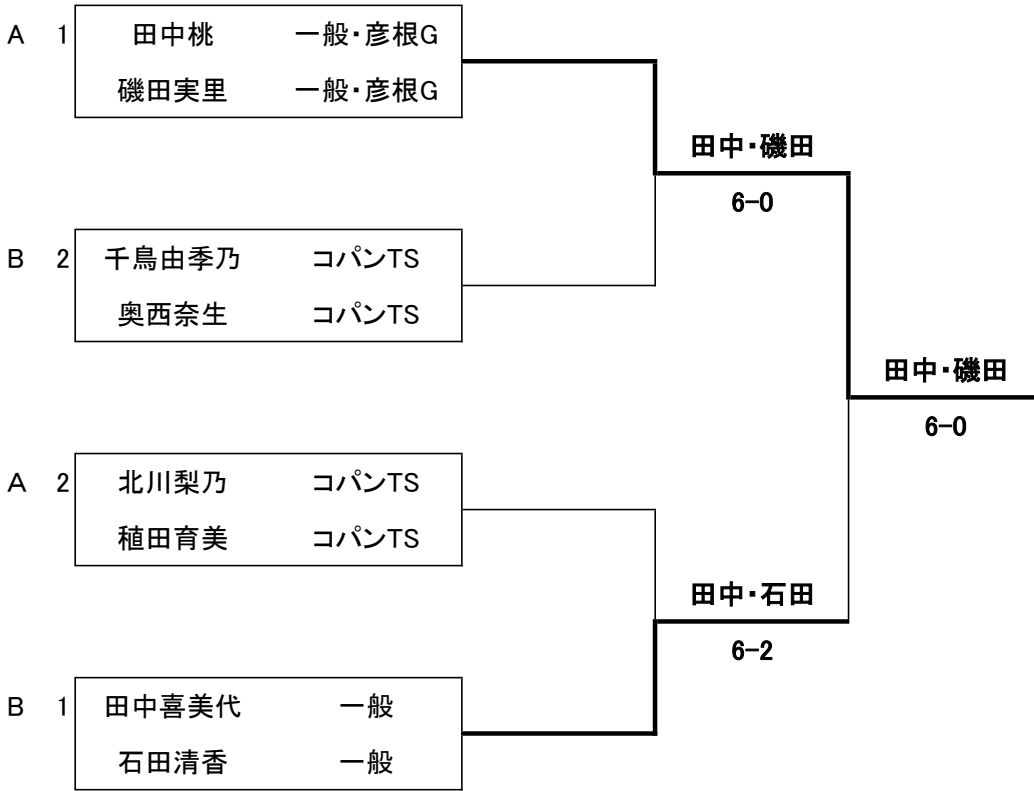 A 1 田中桃 一般・彦根G
磯田実里 一般・彦根G
田中・磯田
6-0
B 2 千鳥由季乃 コパンTS
奥西奈生 コパンTS
田中・磯田
6-0
A 2 北川梨乃 コパンTS
稙田育美 コパンTS
田中・石田
6-2
B 1 田中喜美代 一般
石田清香 一般